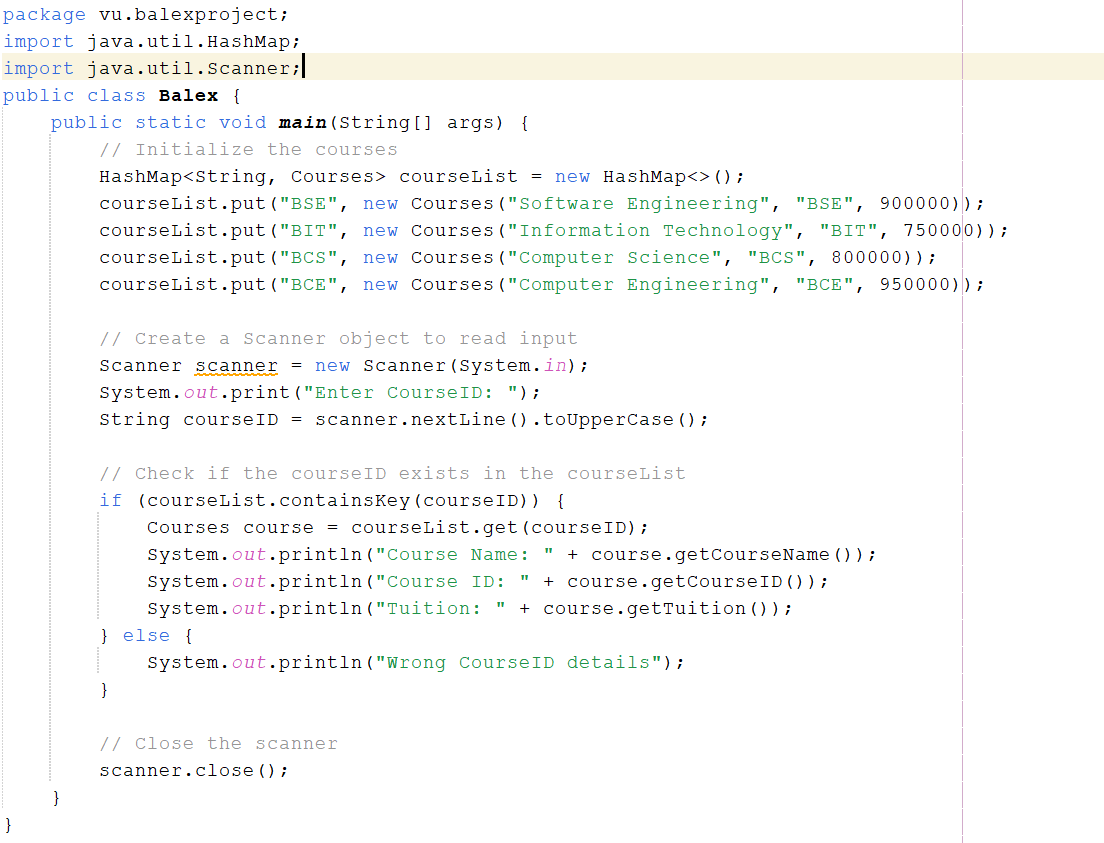 package vu.balexproject;
import java.util.HashMap;
import java.util.Scanner;
public class Balex {
    public static void main(String[] args) {
        // Initialize the courses
        HashMap<String, Courses> courseList = new HashMap<>();
        courseList.put("BSE", new Courses("Software Engineering", "BSE", 900000));
        courseList.put("BIT", new Courses("Information Technology", "BIT", 750000));
        courseList.put("BCS", new Courses("Computer Science", "BCS", 800000));
        courseList.put("BCE", new Courses("Computer Engineering", "BCE", 950000));

        // Create a Scanner object to read input
        Scanner scanner = new Scanner(System.in);
        System.out.print("Enter CourseID: ");
        String courseID = scanner.nextLine().toUpperCase();

        // Check if the courseID exists in the courseList
        if (courseList.containsKey(courseID)) {
            Courses course = courseList.get(courseID);
            System.out.println("Course Name: " + course.getCourseName());
            System.out.println("Course ID: " + course.getCourseID());
            System.out.println("Tuition: " + course.getTuition());
        } else {
            System.out.println("Wrong CourseID details");
        }

        // Close the scanner
        scanner.close();
    }
}